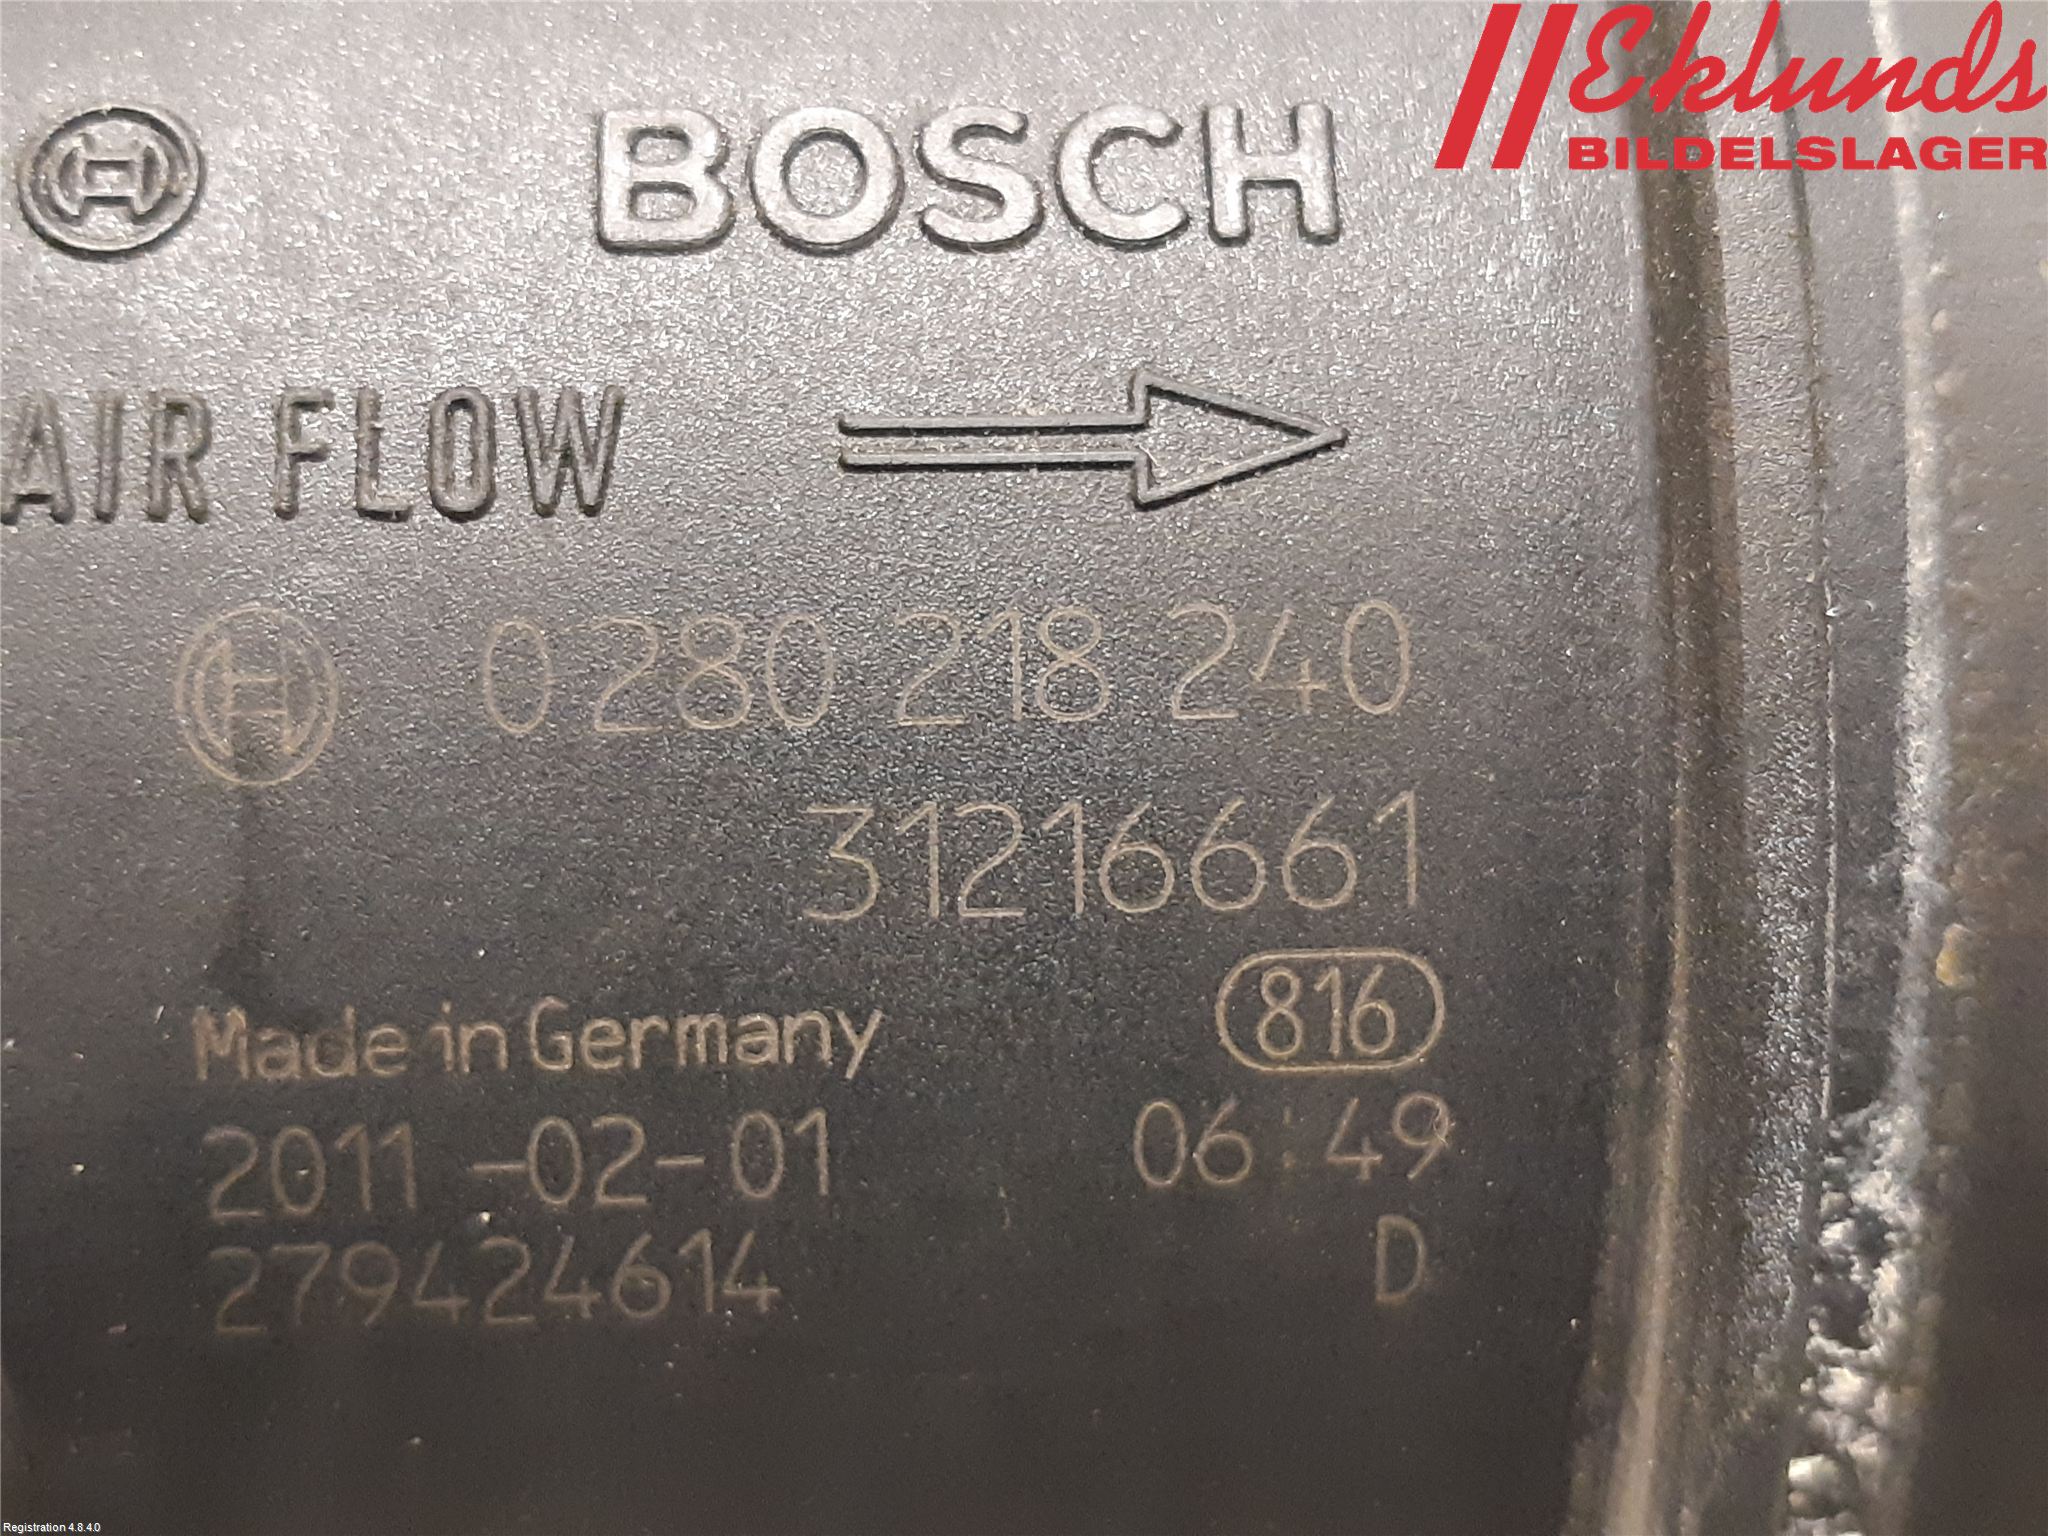 Eklunds
BILDELSLAGER
BOSCH
AIR FLOW
0 280 218 240
31216661
816
Made in Germany
2011-02-01 06:49
279424614 D
Registration 4.8.4.0